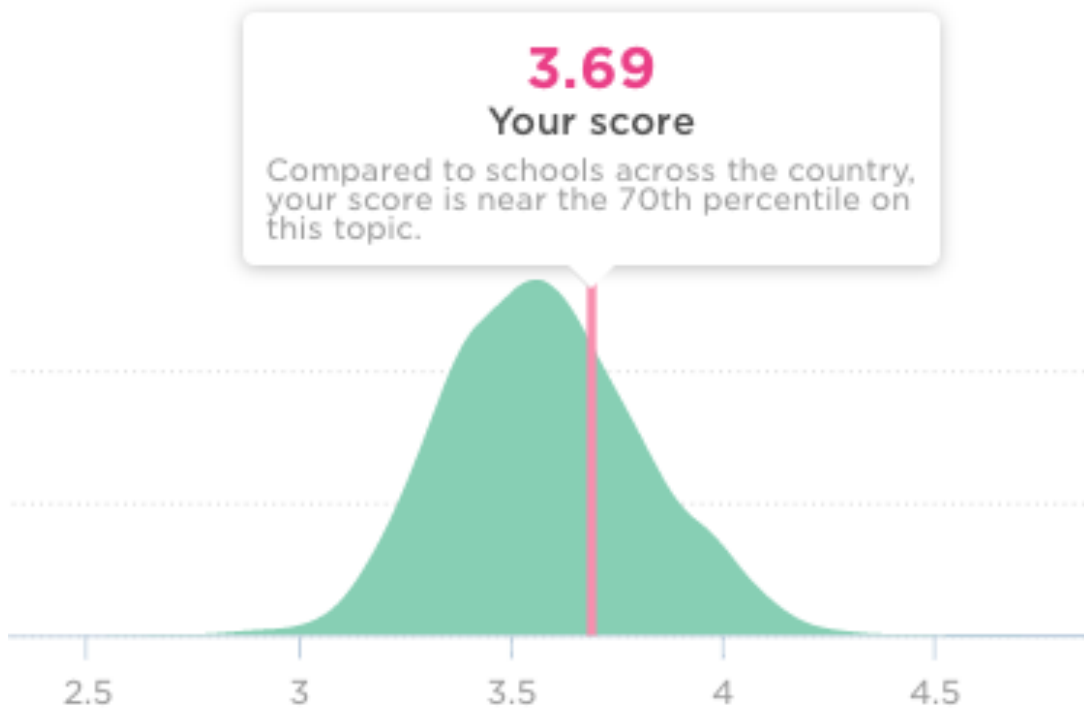 3.69
Your score
Compared to schools across the country,
your score is near the 70th percentile on
this topic.
2.5
3
3.5
4
4.5